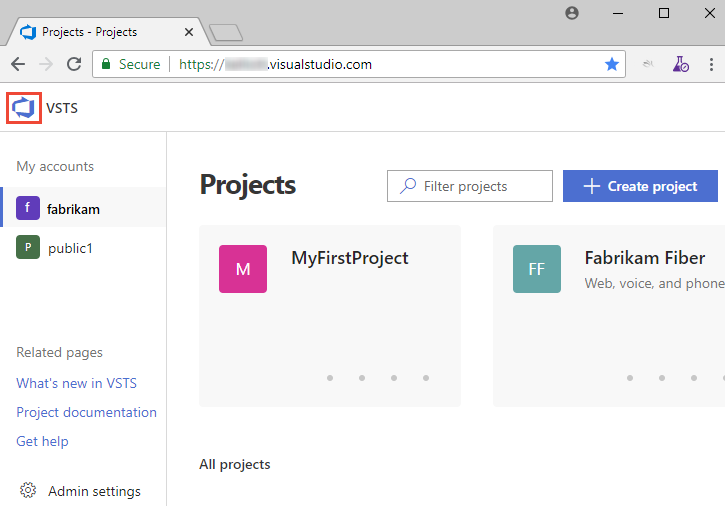 Projects - Projects
Secure
https://
.visualstudio.com
VSTS
My accounts
f fabrikam
P public1
Related pages
What's new in VSTS
Project documentation
Get help
Admin settings
Projects
Filter projects
Create project
M MyFirstProject
FF Fabrikam Fiber
Web, voice, and phone
All projects